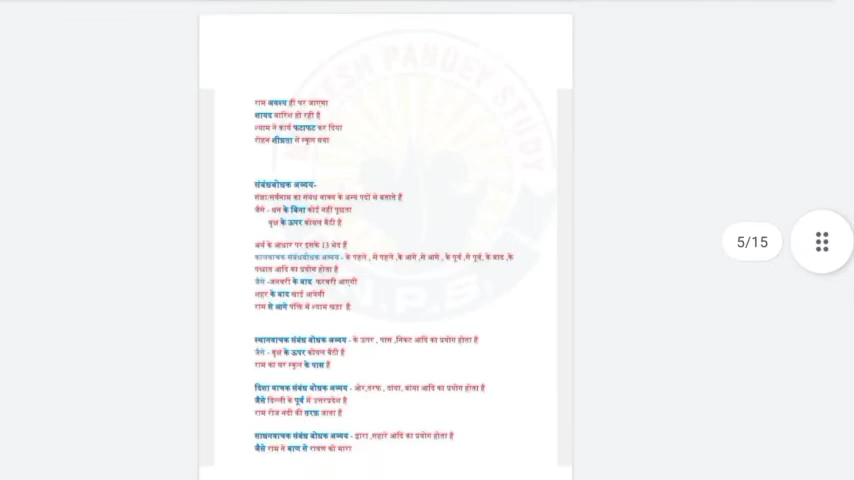 राम अवश्य ही घर जाएगा
शायद बारिश हो रही है
श्याम ने कार्य फटाफट कर दिया
रोहन शीघ्रता से स्कूल गया
संबंधबोधक अव्यय-
संज्ञा/सर्वनाम का संबंध वाक्य के अन्य पदों से बताते हैं
जैसे - धन के बिना कोई नहीं पूछता
वृक्ष के ऊपर कोयल बैठी है
अर्थ के आधार पर इसके 13 भेद हैं
कालवाचक संबंधबोधक अव्यय - के पहले , से पहले ,के आगे ,से आगे , के पूर्व ,से पूर्व, के बाद ,के
पश्चात आदि का प्रयोग होता है
जैसे -जनवरी के बाद फरवरी आएगी
शहर के बाद खाई आयेगी
राम से आगे पंक्ति में श्याम खड़ा है
स्थानवाचक संबंध बोधक अव्यय - के ऊपर , पास ,निकट आदि का प्रयोग होता है
जैसे - वृक्ष के ऊपर कोयल बैठी है
राम का घर स्कूल के पास है
दिशा वाचक संबंध बोधक अव्यय - ओर,तरफ , दांया, बांया आदि का प्रयोग होता है
जैसे दिल्ली के पूर्व में उत्तरप्रदेश है
राम रोज नदी की तरफ जाता है
साधनवाचक संबंध बोधक अव्यय - द्वारा ,सहारे आदि का प्रयोग होता है
जैसे राम ने बाण से रावण को मारा
5/15
PANDEY STUDY
N.P.S.